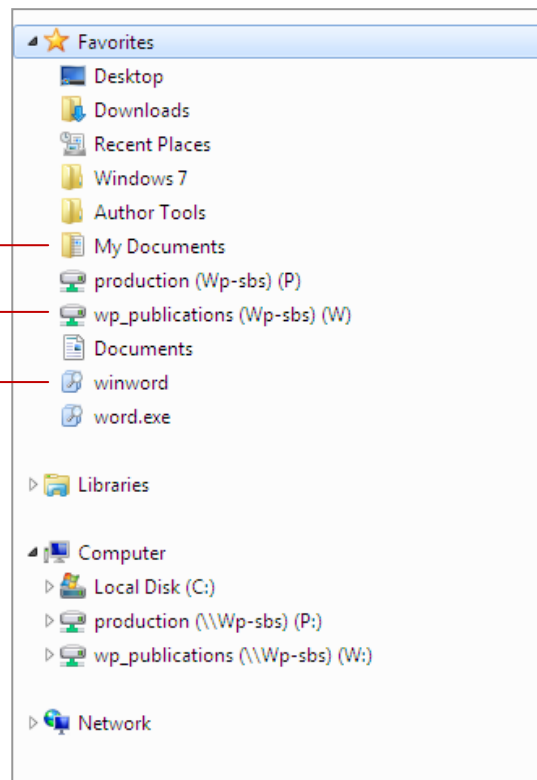 Favorites
Desktop
Downloads
Recent Places
Windows 7
Author Tools
My Documents
production (Wp-sbs) (P)
wp_publications (Wp-sbs) (W)
Documents
winword
word.exe
Libraries
Computer
Local Disk (C:)
production (\\Wp-sbs) (P:)
wp_publications (\\Wp-sbs) (W:)
Network